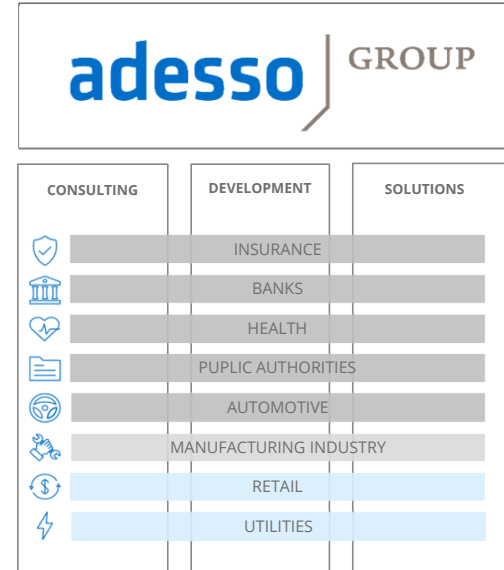 adesso GROUP
CONSULTING DEVELOPMENT SOLUTIONS
INSURANCE
BANKS
HEALTH
PUPLIC AUTHORITIES
AUTOMOTIVE
MANUFACTURING INDUSTRY
RETAIL
UTILITIES